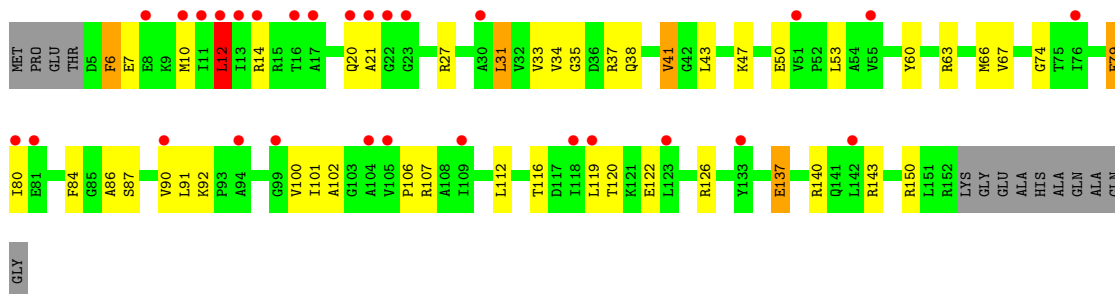 MET PRO GLU THR D5 F6 E7 E8 K9 M10 I11 L12 I13 R14 R15 T16 A17 Q20 A21 G22 G23 R27 A30 L31 V32 V33 V34 G35 D36 R37 Q38 V41 G42 L43 K47 E50 V51 P52 L53 A54 V55 Y60 R63 M66 V67 G74 T75 I76
I80 E81 F84 G85 A86 S87 V90 L91 K92 P93 A94 G99 V100 I101 A102 G103 A104 V105 P106 R107 A108 I109 L112 T116 D117 I118 L119 T120 K121 E122 L123 R126 Y133 E137 R140 Q141 L142 R143 R150 L151 R152 LYS GLY GLU ALA HIS ALA GLN ALA
GLY